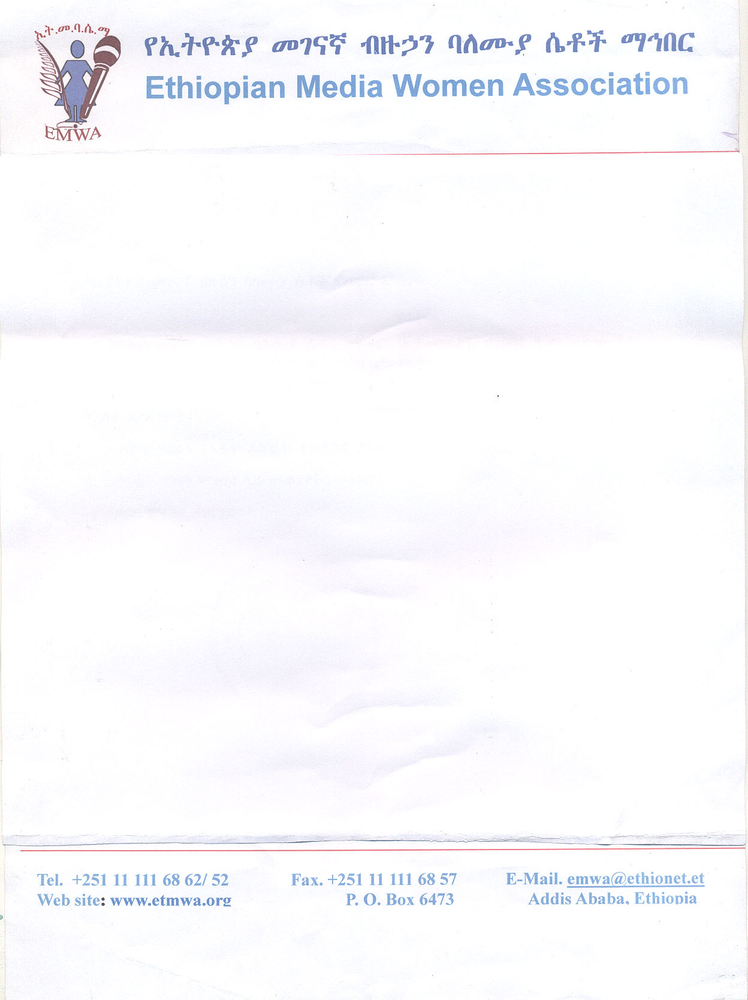 ኢት.መ.ባ.ሴ.ማ
የኢትዮጵያ መገናኛ ብዙኃን ባለሙያ ሴቶች ማኅበር
Ethiopian Media Women Association
EMWA
Tel. +251 11 111 68 62/ 52 Fax. +251 11 111 68 57 E-Mail. emwa@ethionet.et
Web site: www.etmwa.org P. O. Box 6473 Addis Ababa, Ethiopia